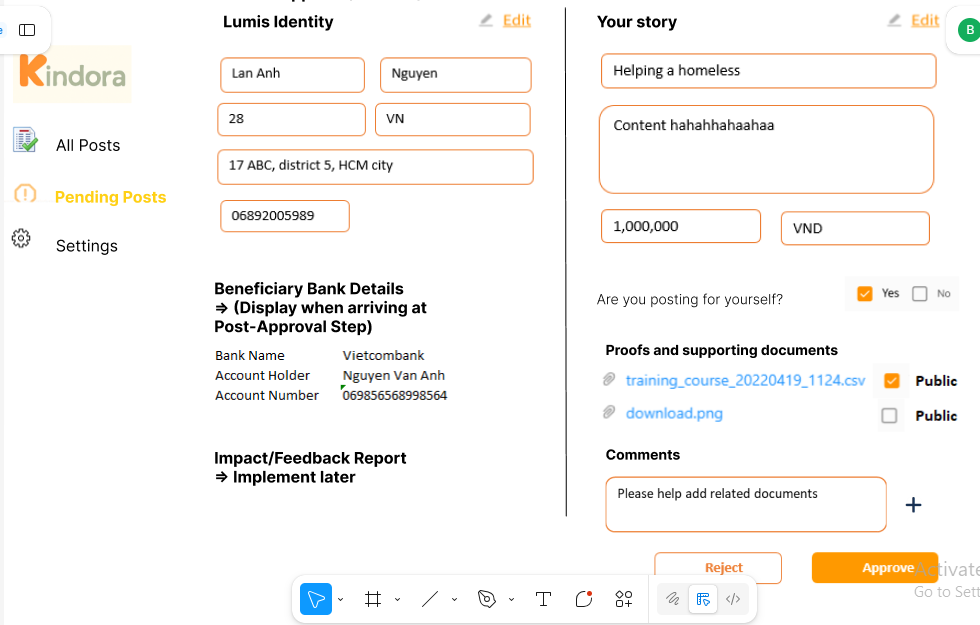 Kindora
All Posts
Pending Posts
Settings
Lumis Identity
Edit
Lan Anh
Nguyen
28
VN
17 ABC, district 5, HCM city
06892005989
Beneficiary Bank Details
⇒ (Display when arriving at
Post-Approval Step)
Bank Name Vietcombank
Account Holder Nguyen Van Anh
Account Number 069856568998564
Impact/Feedback Report
⇒ Implement later
Your story
Edit
B
Helping a homeless
Content hahahhahaahaa
1,000,000
VND
Are you posting for yourself?
Yes
No
Proofs and supporting documents
training_course_20220419_1124.csv
Public
download.png
Public
Comments
Please help add related documents
Reject
Approve
Activate
Go to Sett